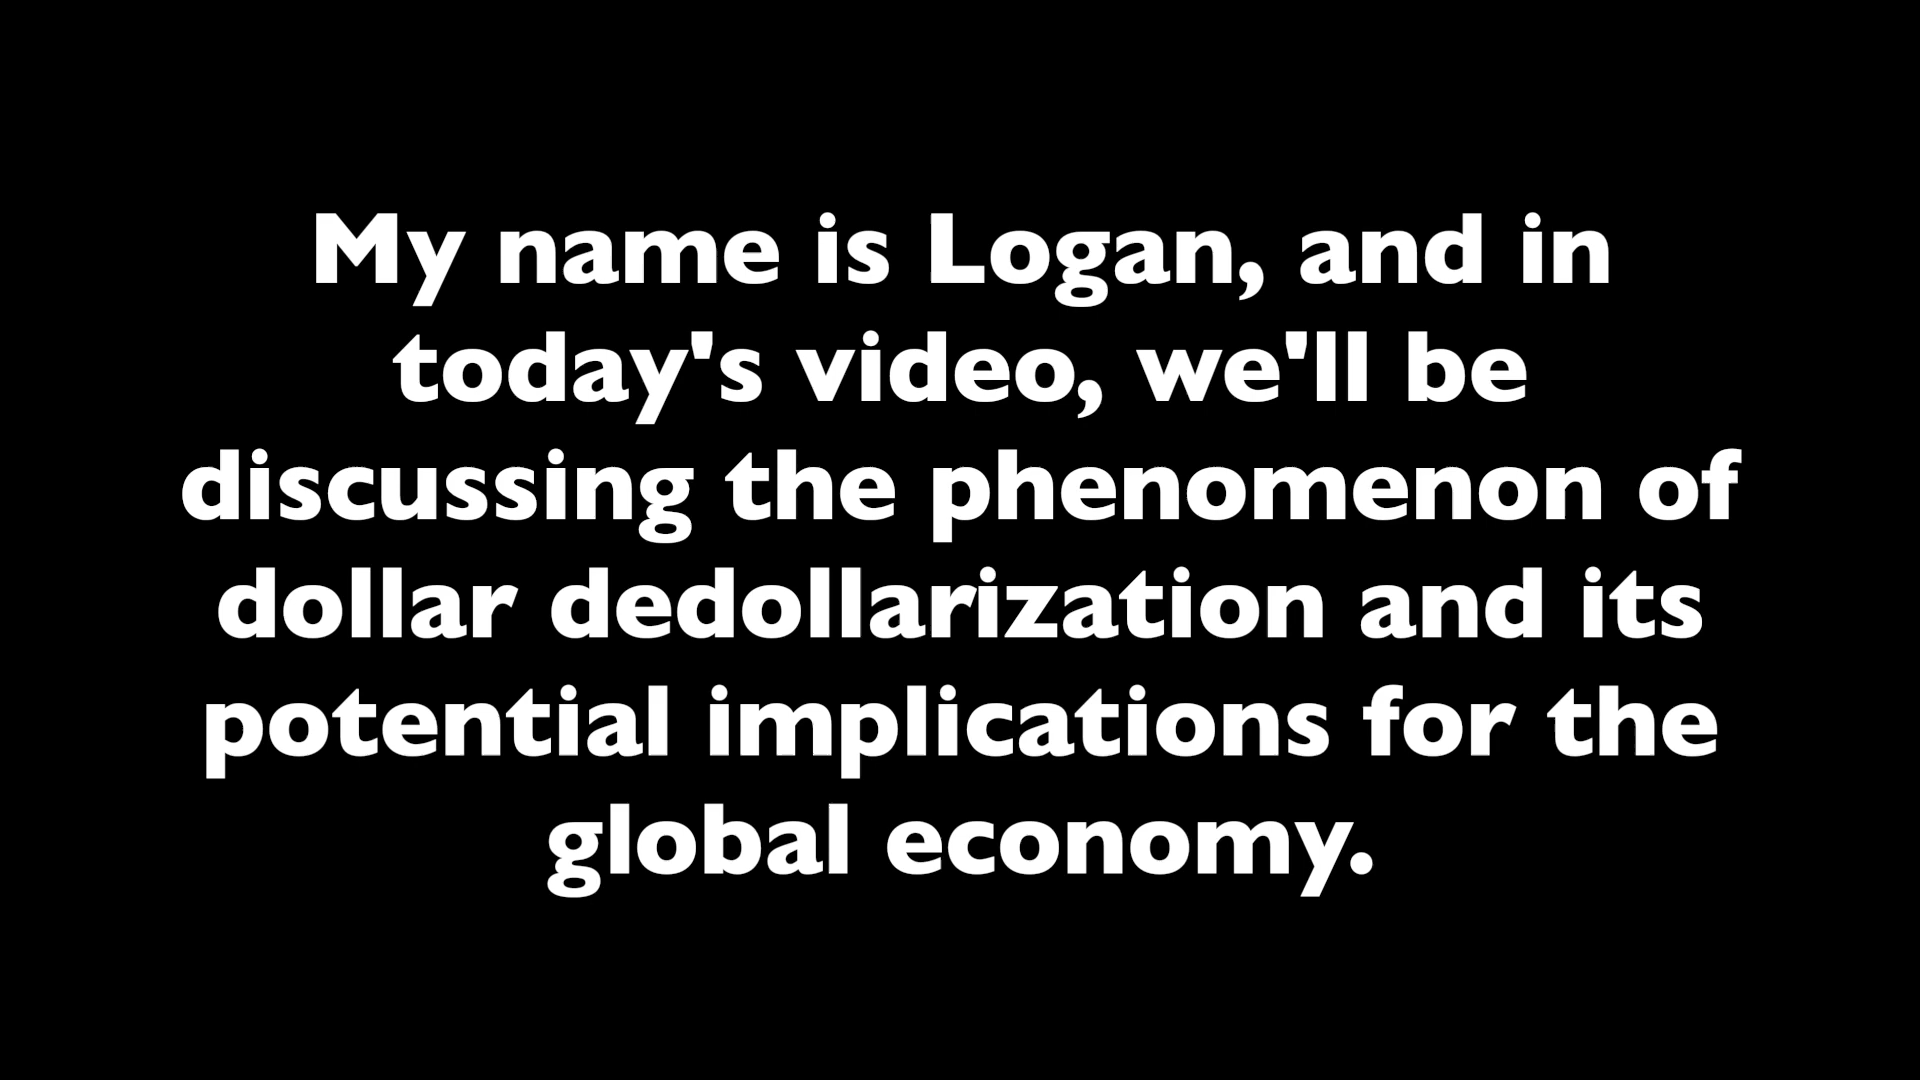 My name is Logan, and in
today's video, we'll be
discussing the phenomenon of
dollar dedollarization and its
potential implications for the
global economy.